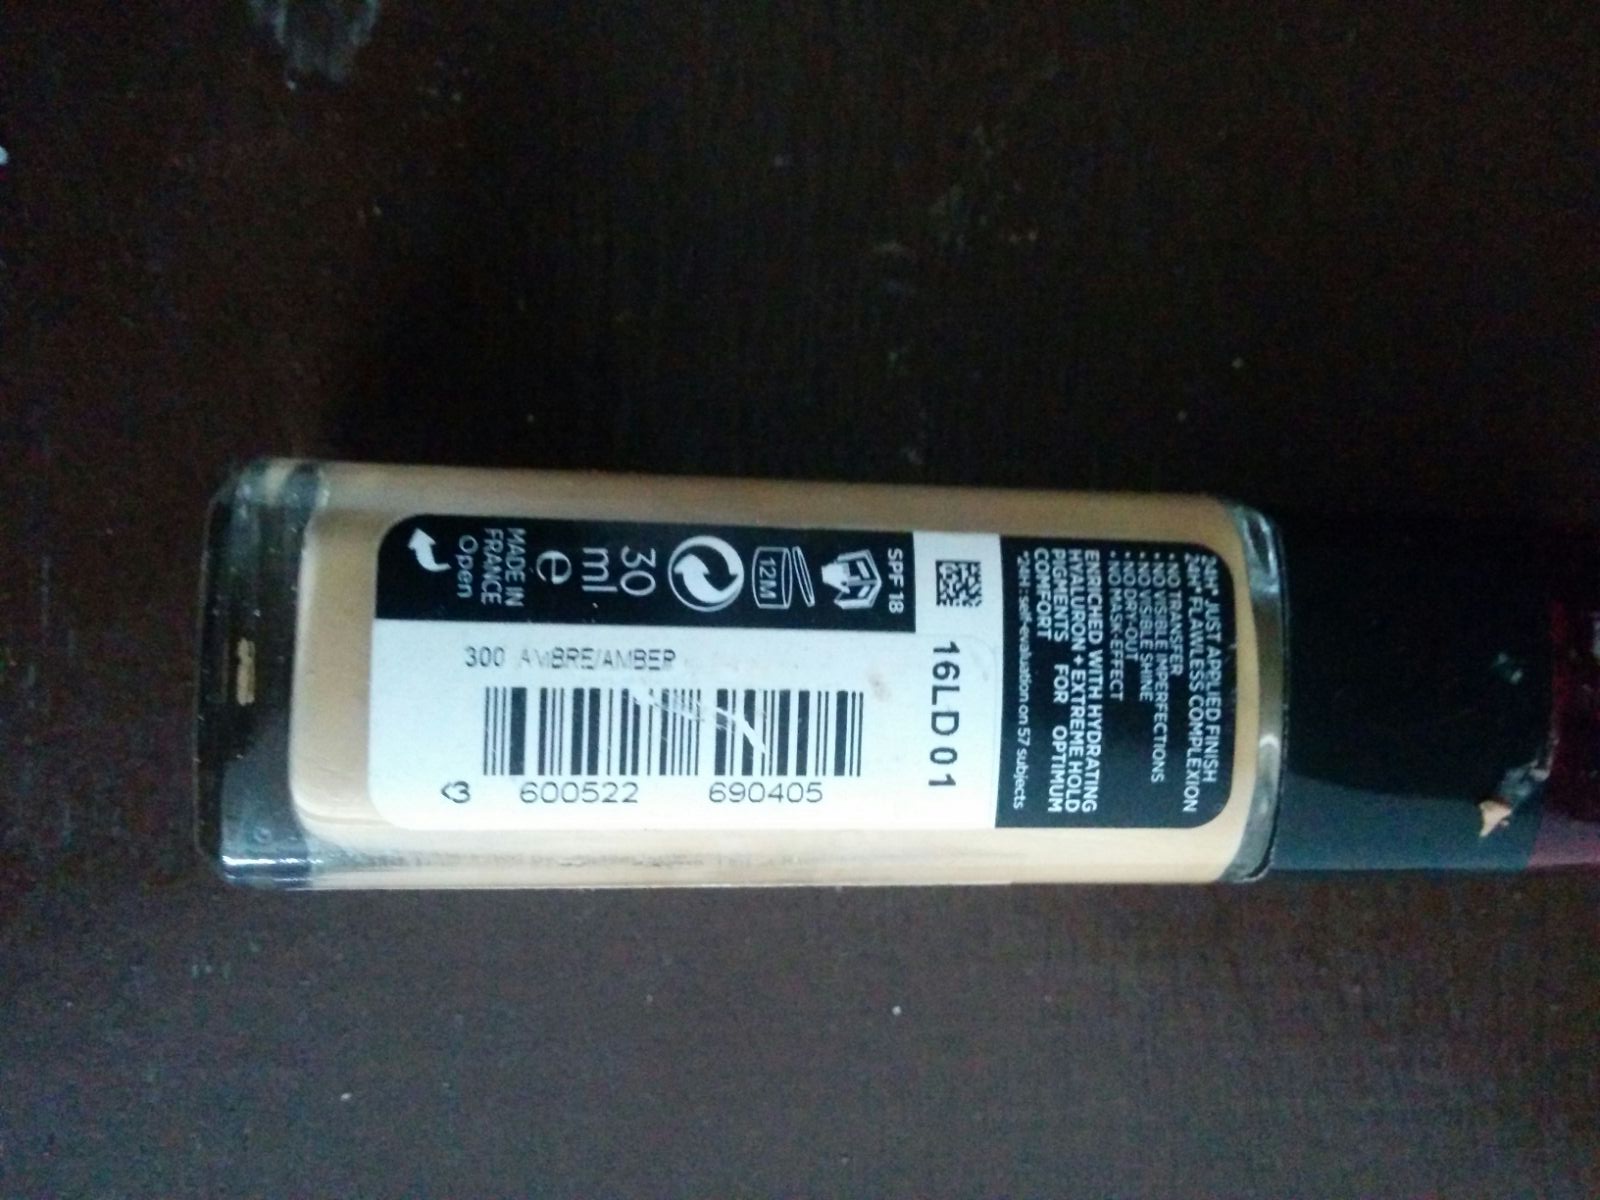 24H* JUST APPLIED FINISH
24H* FLAWLESS COMPLEXION
• NO TRANSFER
• NO VISIBLE IMPERFECTIONS
• NO VISIBLE SHINE
• NO DRY-OUT
• NO MASK-EFFECT
ENRICHED WITH HYDRATING
HYALURON + EXTREME HOLD
PIGMENTS FOR OPTIMUM
COMFORT
*24H : self-evaluation on 57 subjects
16LD01
SPF 18
12M
30
ml
e
MADE IN
FRANCE
Open
300 AMBRE/AMBER
<3 600522 690405